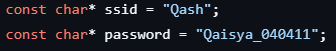 const char* ssid = "Qash";
const char* password = "Qaisya_040411";